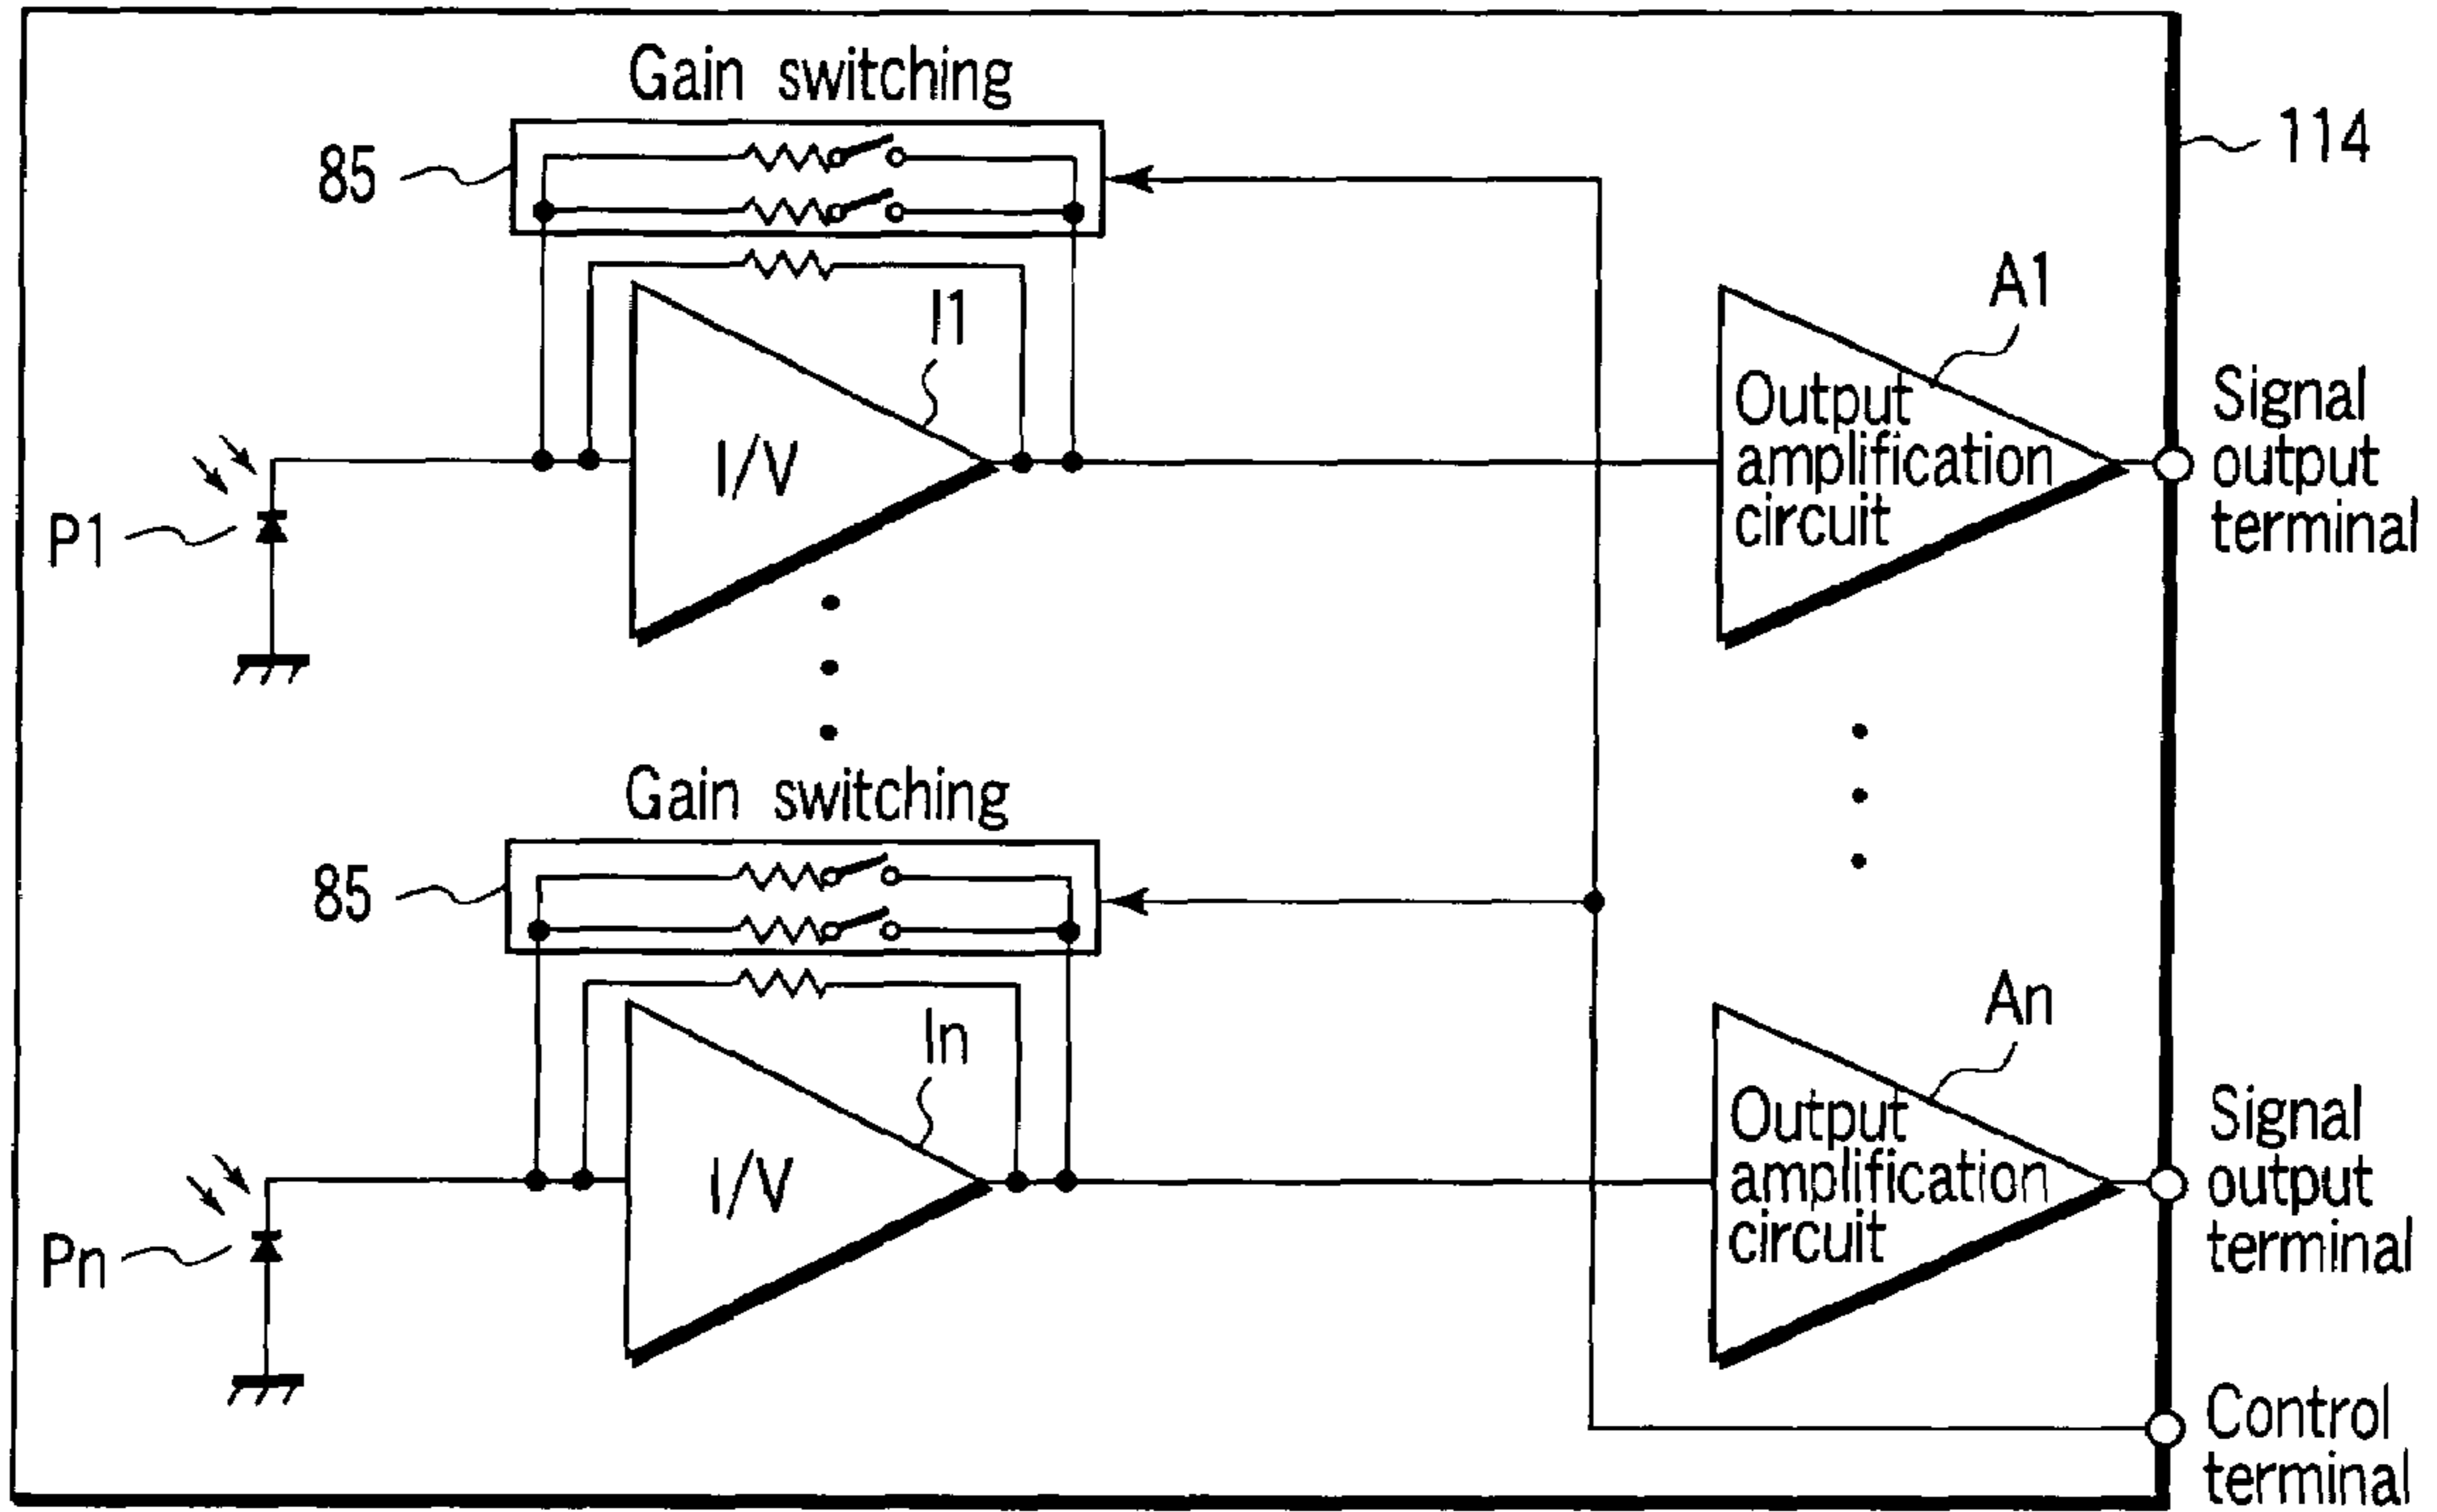 Gain switching
85
114
I1
A1
I/V
Output
amplification
circuit
Signal
output
terminal
P1
Gain switching
85
In
An
I/V
Output
amplification
circuit
Signal
output
terminal
Pn
Control
terminal